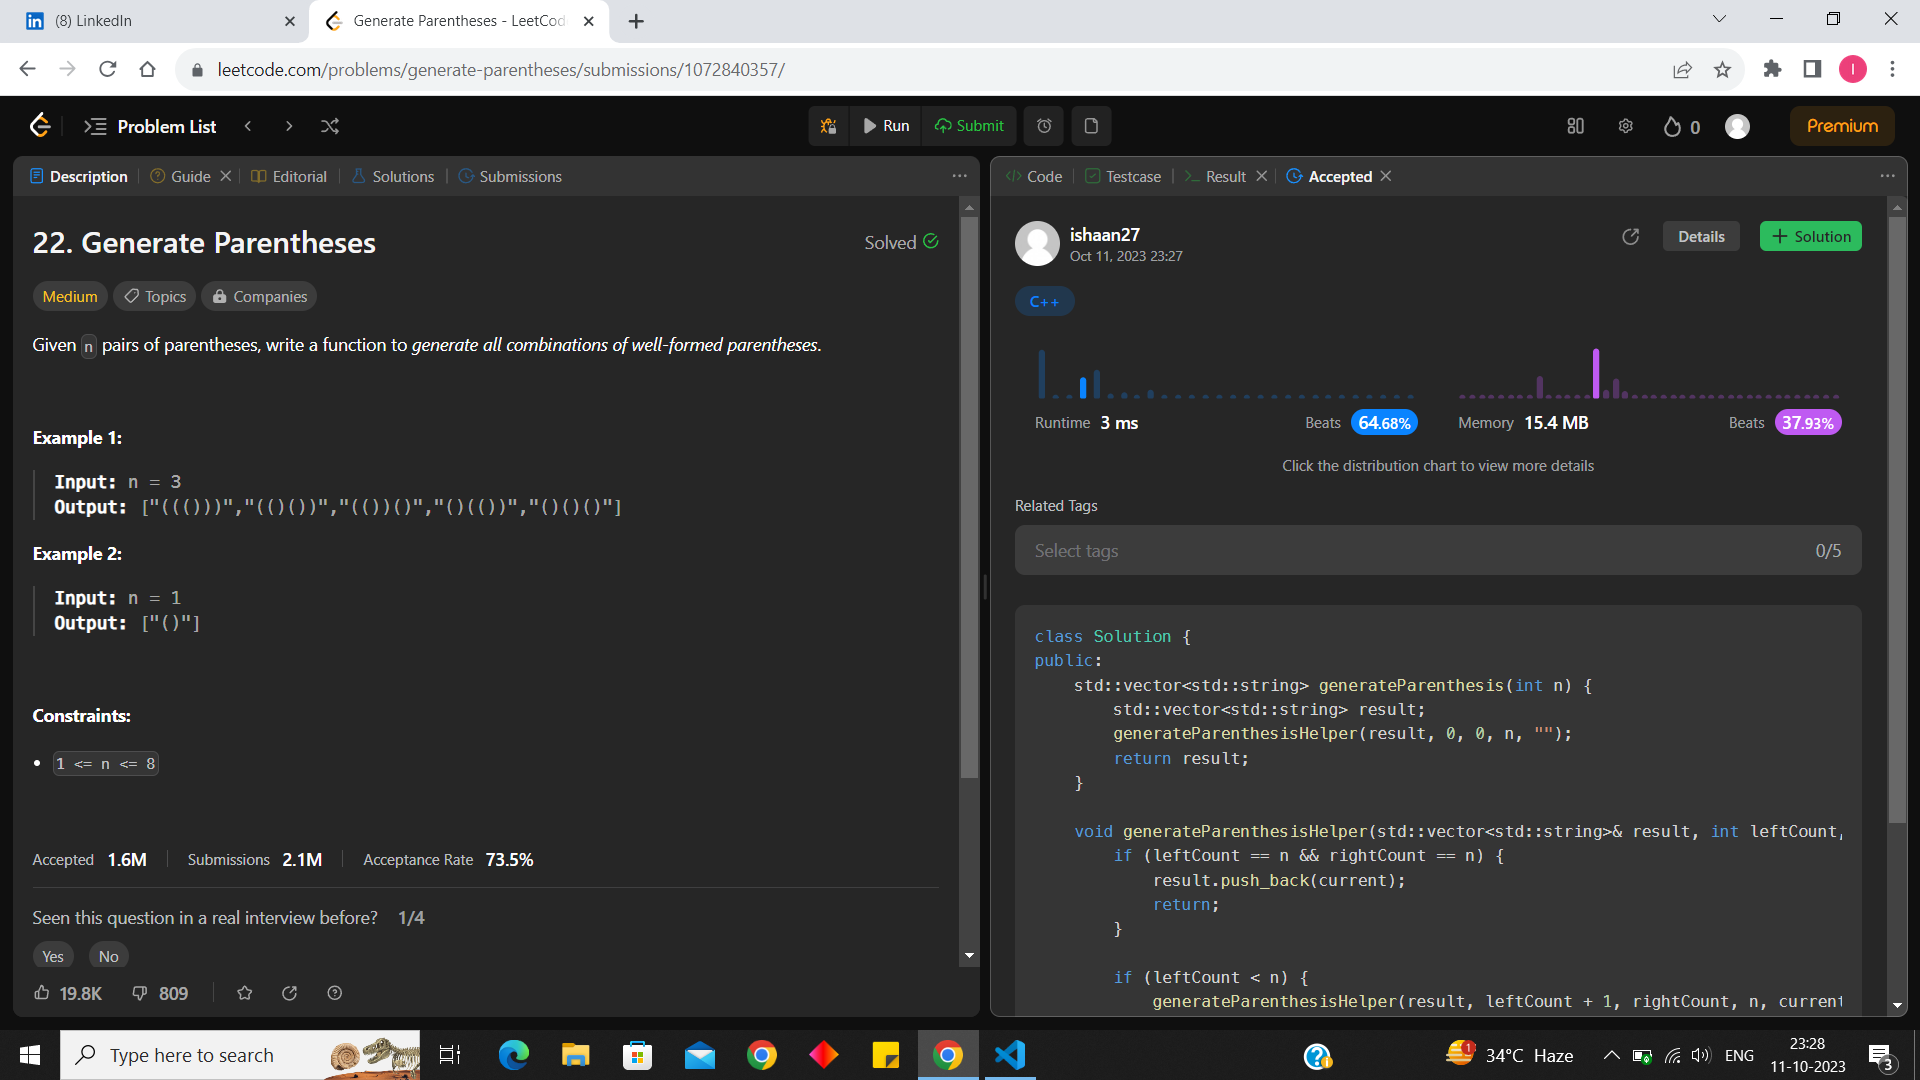 (8) LinkedIn
Generate Parentheses - LeetCod
leetcode.com/problems/generate-parentheses/submissions/1072840357/
I
Problem List
Run
Submit
0
Premium
Description
Guide
Editorial
Solutions
Submissions
22. Generate Parentheses
Solved
Medium
Topics
Companies
Given n pairs of parentheses, write a function to generate all combinations of well-formed parentheses.
Example 1:
Input: n = 3
Output: ["((()))","(()())","(())()","()(())","()()()"]
Example 2:
Input: n = 1
Output: ["()"]
Constraints:
• 1 <= n <= 8
Accepted 1.6M
Submissions 2.1M
Acceptance Rate 73.5%
Seen this question in a real interview before? 1/4
Yes
No
19.8K
809
Code
Testcase
Result
Accepted
ishaan27
Oct 11, 2023 23:27
Details
+ Solution
C++
Runtime 3 ms
Beats 64.68%
Memory 15.4 MB
Beats 37.93%
Click the distribution chart to view more details
Related Tags
Select tags
0/5
class Solution {
public:
    std::vector<std::string> generateParenthesis(int n) {
        std::vector<std::string> result;
        generateParenthesisHelper(result, 0, 0, n, "");
        return result;
    }
    void generateParenthesisHelper(std::vector<std::string>& result, int leftCount,
        if (leftCount == n && rightCount == n) {
            result.push_back(current);
            return;
        }
        if (leftCount < n) {
            generateParenthesisHelper(result, leftCount + 1, rightCount, n, current
Type here to search
1
34°C Haze
ENG
23:28
11-10-2023
3